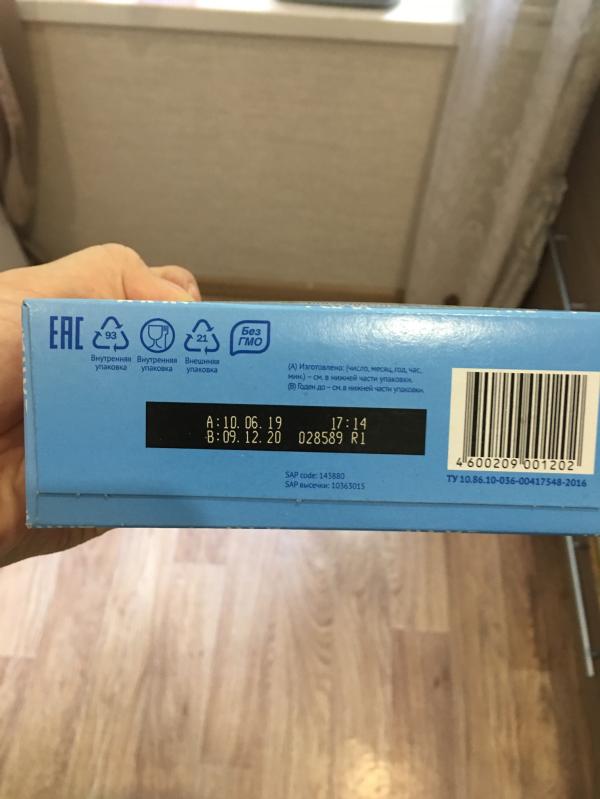 EAC
93
21
Без
ГМО
Внутренняя
упаковка
Внутренняя
упаковка
Внешняя
упаковка
(А) Изготовлено: (число, месяц, год, час,
мин.) – см. в нижней части упаковки.
(В) Годен до – см. в нижней части упаковки.
A:10.06.19 17:14
B:09.12.20 028589 R1
4 600209 001202
SAP code: 143880
SAP высечки: 10363015
ТУ 10.86.10-036-00417548-2016